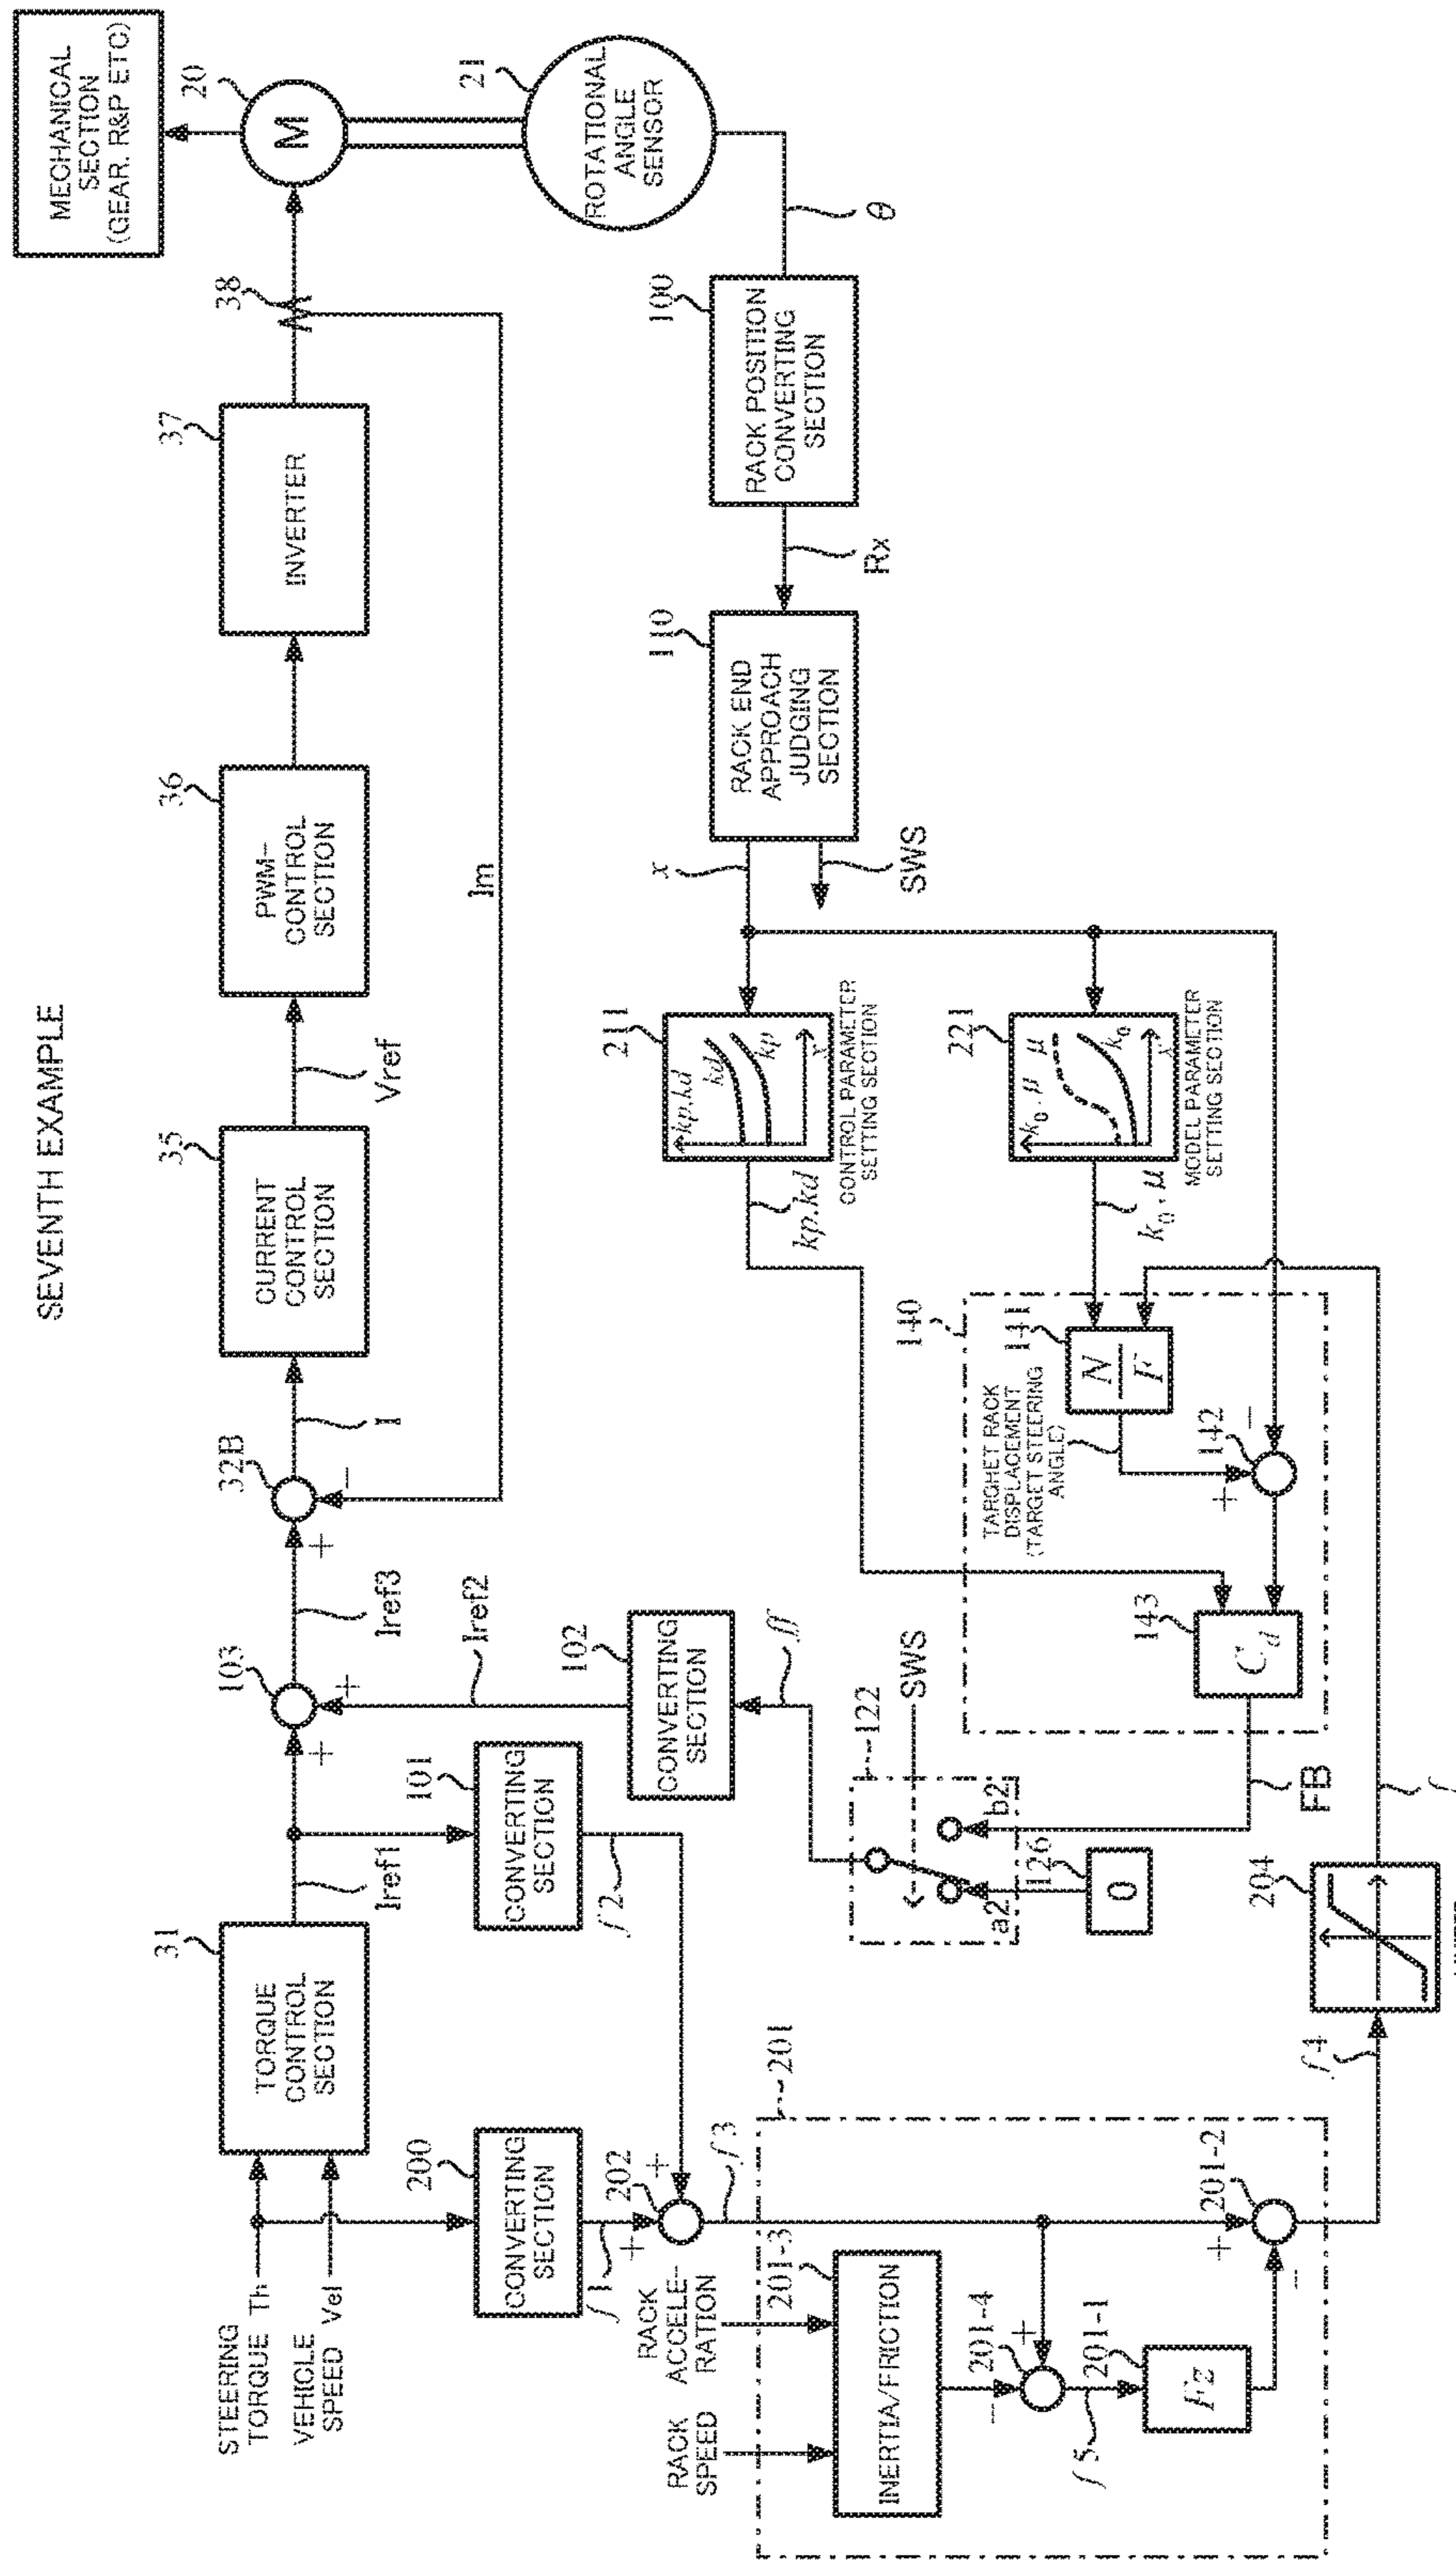 SEVENTH EXAMPLE
STEERING
TORQUE Th
VEHICLE
SPEED Vel
31
TORQUE
CONTROL
SECTION
Iref1
103
+
+
Iref3
32B
+
−
I
35
CURRENT
CONTROL
SECTION
Vref
36
PWM-
CONTROL
SECTION
37
INVERTER
38
20
M
MECHANICAL
SECTION
(GEAR. R&P ETC)
Im
21
ROTATIONAL
ANGLE
SENSOR
θ
200
CONVERTING
SECTION
f1
101
CONVERTING
SECTION
f2
Iref2
102
CONVERTING
SECTION
ff
202
+
+
f3
100
RACK POSITION
CONVERTING
SECTION
Rx
110
RACK END
APPROACH
JUDGING
SECTION
x
SWS
211
kp.kd
kd
kp
x
CONTROL PARAMETER
SETTING SECTION
kp.kd
221
k0 . μ
μ
k0
x
MODEL PARAMETER
SETTING SECTION
k0 . μ
122
SWS
a2
b2
126
0
FB
140
141
N
F
TARGHET RACK
DISPLACEMENT
(TARGET STEERING
ANGLE)
142
+
−
143
Cd
RACK
SPEED
RACK
ACCELE-
RATION
201
201-3
INERTIA/FRICTION
201-4
−
+
f5
201-1
Fz
201-2
+
−
f4
204
f